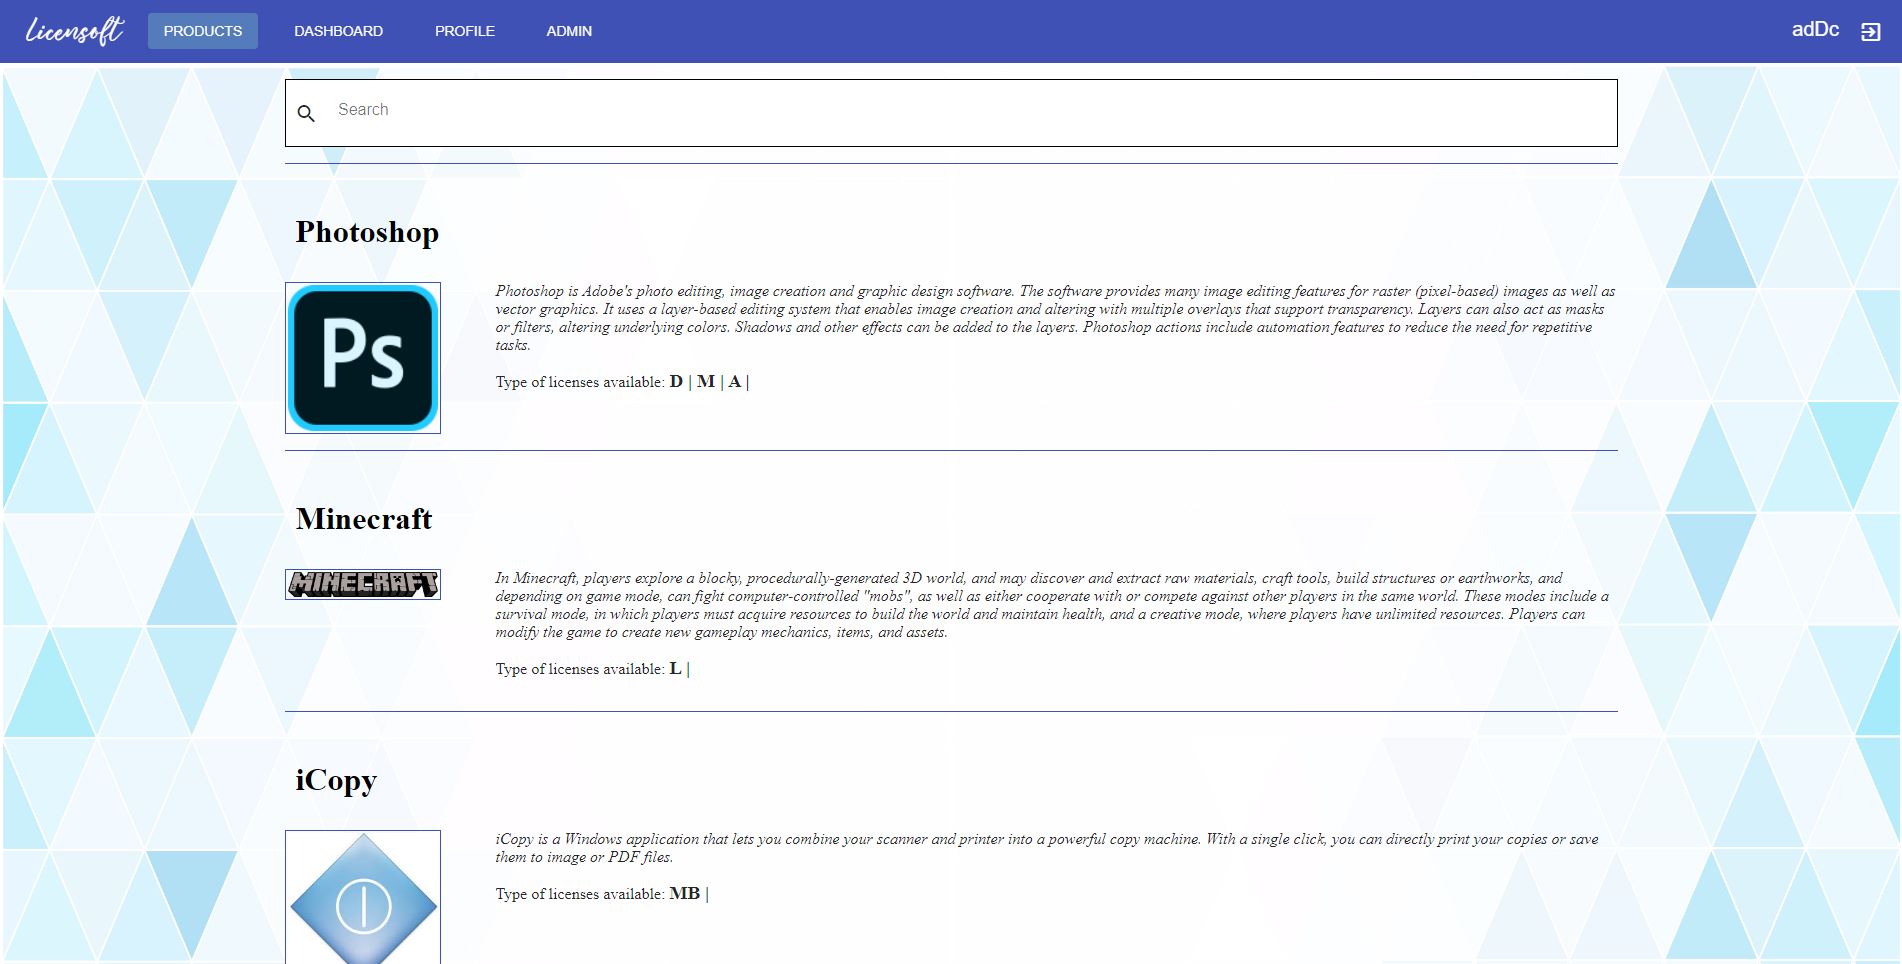 Licensoft PRODUCTS DASHBOARD PROFILE ADMIN adDc
Search
Photoshop
Ps
Photoshop is Adobe's photo editing, image creation and graphic design software. The software provides many image editing features for raster (pixel-based) images as well as
vector graphics. It uses a layer-based editing system that enables image creation and altering with multiple overlays that support transparency. Layers can also act as masks
or filters, altering underlying colors. Shadows and other effects can be added to the layers. Photoshop actions include automation features to reduce the need for repetitive
tasks.
Type of licenses available: D | M | A |
Minecraft
MINECRAFT
In Minecraft, players explore a blocky, procedurally-generated 3D world, and may discover and extract raw materials, craft tools, build structures or earthworks, and
depending on game mode, can fight computer-controlled "mobs", as well as either cooperate with or compete against other players in the same world. These modes include a
survival mode, in which players must acquire resources to build the world and maintain health, and a creative mode, where players have unlimited resources. Players can
modify the game to create new gameplay mechanics, items, and assets.
Type of licenses available: L |
iCopy
iCopy is a Windows application that lets you combine your scanner and printer into a powerful copy machine. With a single click, you can directly print your copies or save
them to image or PDF files.
Type of licenses available: MB |